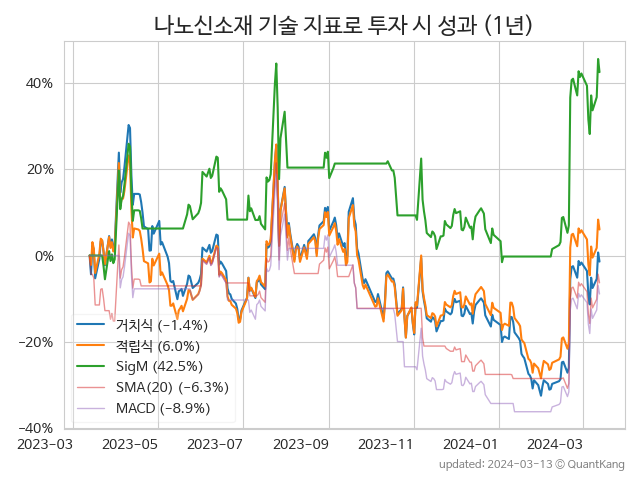 나노신소재 기술 지표로 투자 시 성과 (1년)
40%
20%
0%
−20%
−40%
거치식 (−1.4%)
적립식 (6.0%)
SigM (42.5%)
SMA(20) (−6.3%)
MACD (−8.9%)
2023-03 2023-05 2023-07 2023-09 2023-11 2024-01 2024-03
updated: 2024-03-13 ⓒ QuantKang